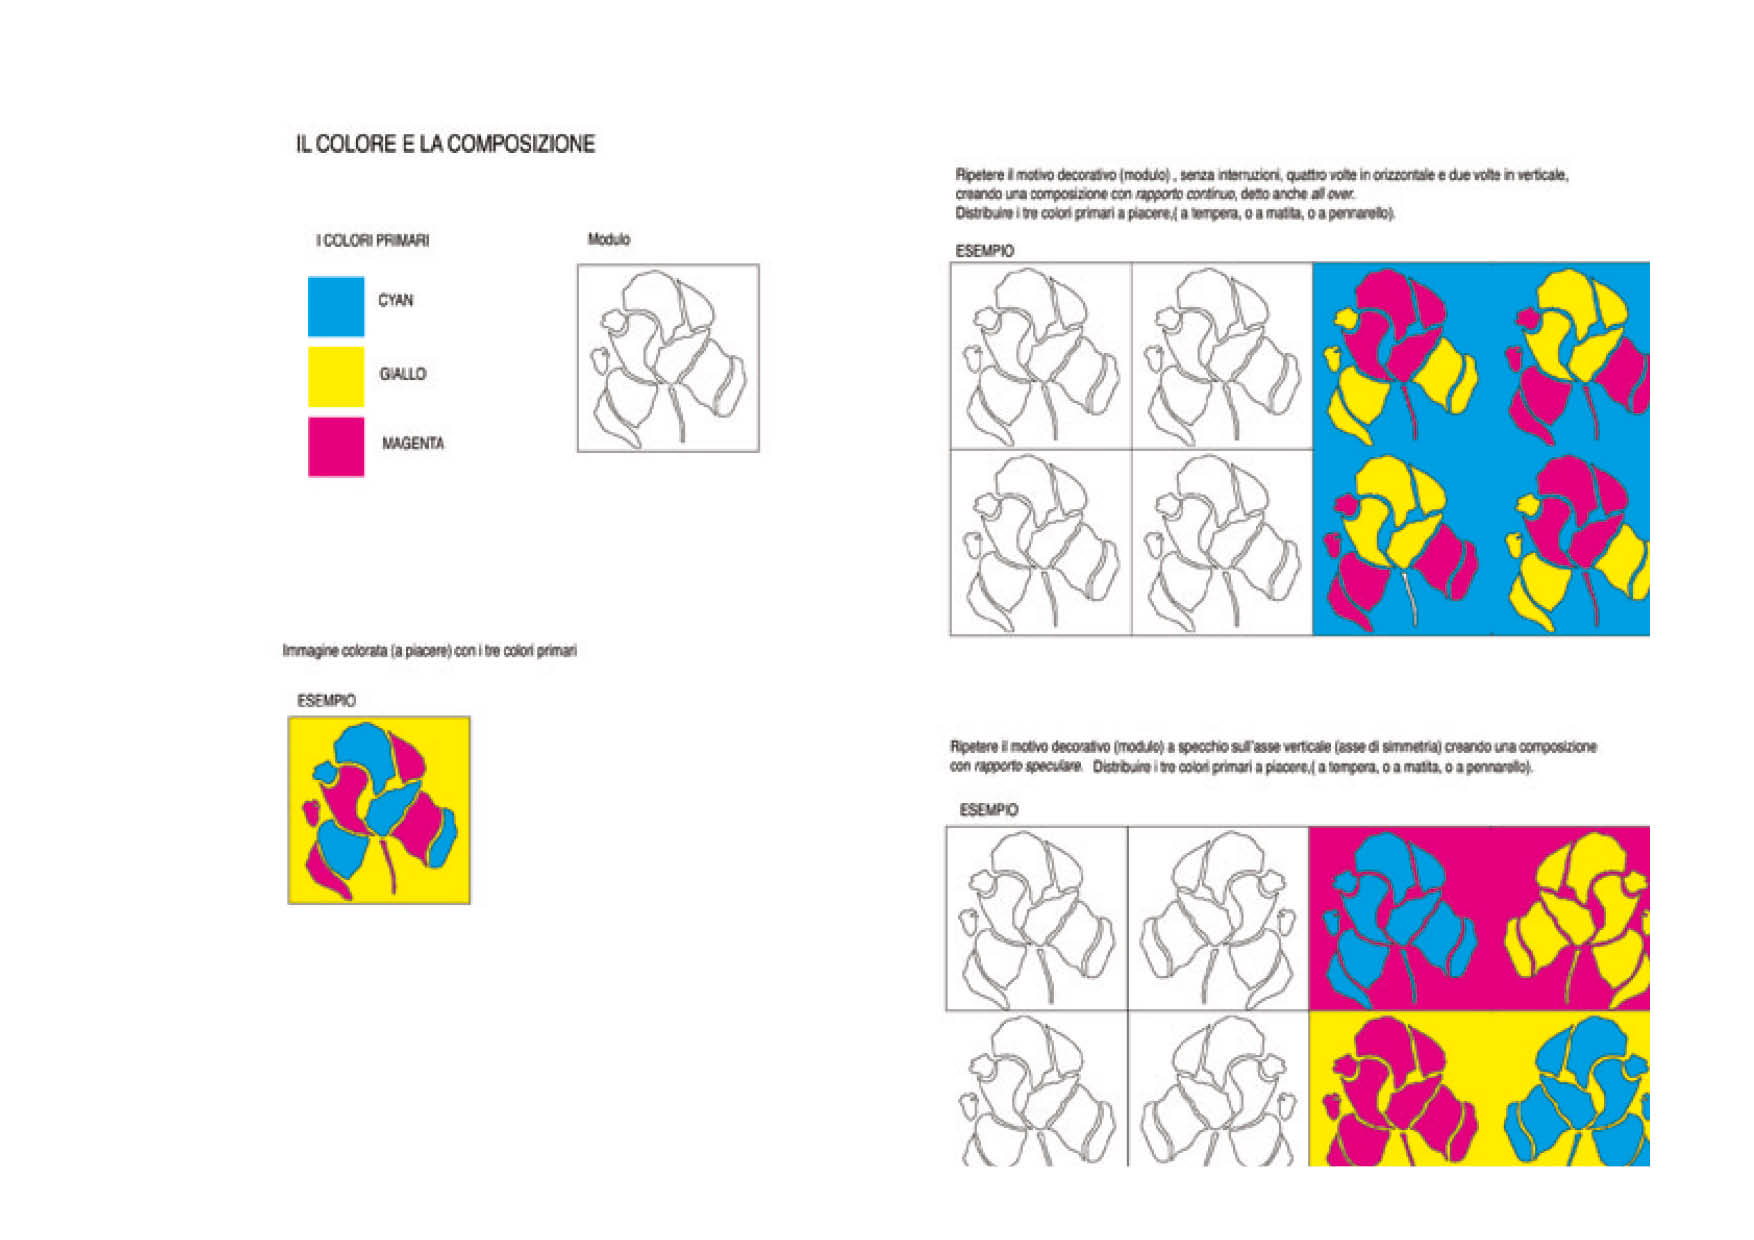 IL COLORE E LA COMPOSIZIONE
I COLORI PRIMARI
Modulo
CYAN
GIALLO
MAGENTA
Immagine colorata (a piacere) con i tre colori primari
ESEMPIO
Ripetere il motivo decorativo (modulo) , senza interruzioni, quattro volte in orizzontale e due volte in verticale,
creando una composizione con rapporto continuo, detto anche all over.
Distribuire i tre colori primari a piacere,( a tempera, o a matita, o a pennarello).
ESEMPIO
Ripetere il motivo decorativo (modulo) a specchio sull'asse verticale (asse di simmetria) creando una composizione
con rapporto speculare. Distribuire i tre colori primari a piacere,( a tempera, o a matita, o a pennarello).
ESEMPIO